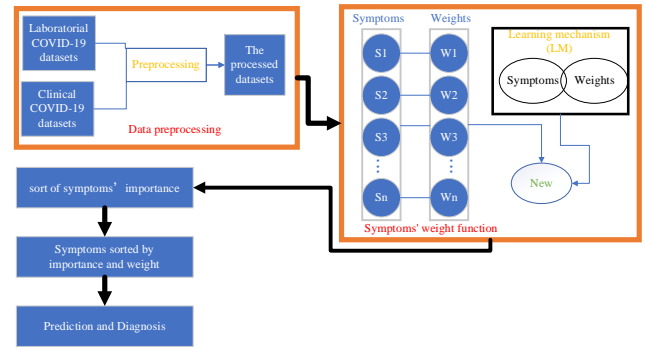 Laboratorial
COVID-19
datasets
Preprocessing
The
processed
datasets
Clinical
COVID-19
datasets
Data preprocessing
Symptoms
Weights
S1
W1
S2
W2
S3
W3
Sn
Wn
Learning mechanism
(LM)
Symptoms
Weights
New
Symptoms' weight function
sort of symptoms’ importance
Symptoms sorted by
importance and weight
Prediction and Diagnosis